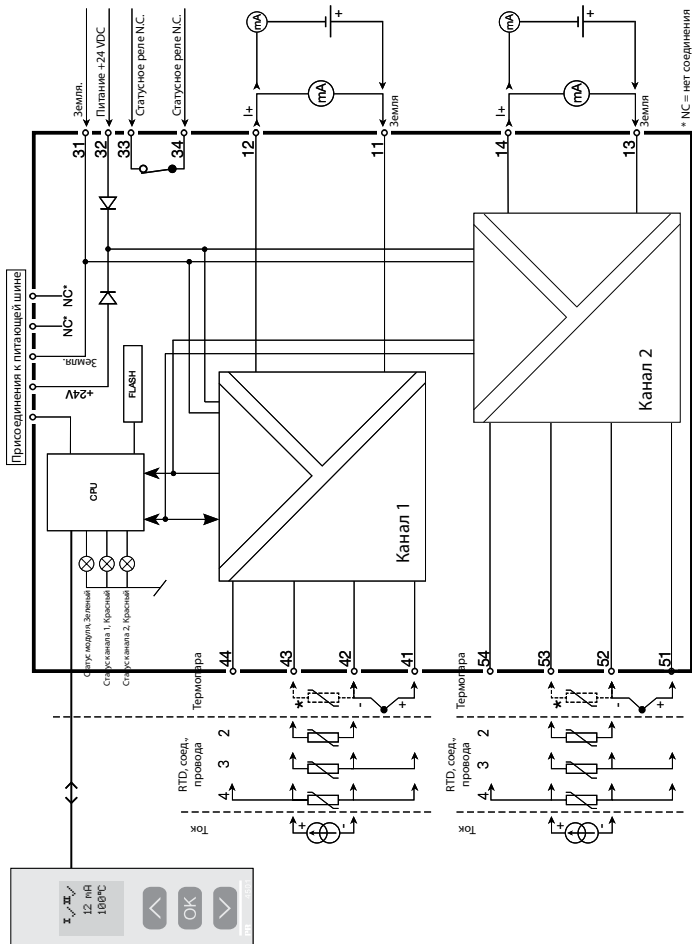 Присоединения к питающей шине
+24V
Земля.
NC*
NC*
CPU
FLASH
Статус модуля, Зеленый
Статус канала 1, Красный
Статус канала 2, Красный
Земля.
Питание +24 VDC
Статусное реле N.C.
Статусное реле N.C.
31
32
33
34
12
11
14
13
I+
mA
mA
+
Земля
I+
mA
mA
+
Земля
* NC = нет соединения
Канал 1
Канал 2
44
43
42
41
54
53
52
51
Ток
RTD, соед.,
провода
4
3
2
Термопара
*
-
+
+
-
Ток
RTD, соед.,
провода
4
3
2
Термопара
*
-
+
+
-
I II
12 mA
100°C
OK
PR